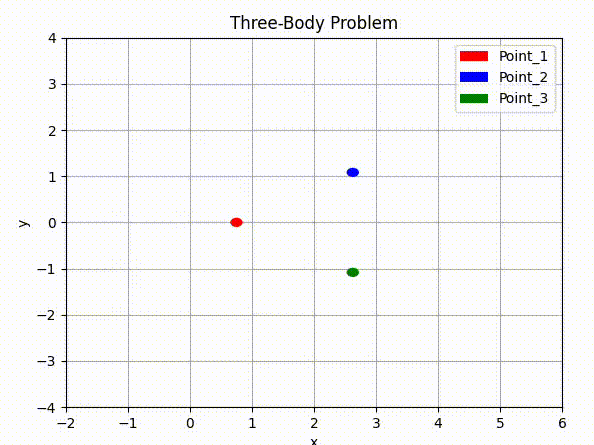 Three-Body Problem
Point_1
Point_2
Point_3
4
3
2
1
0
−1
−2
−3
−4
y
−2 −1 0 1 2 3 4 5 6
x